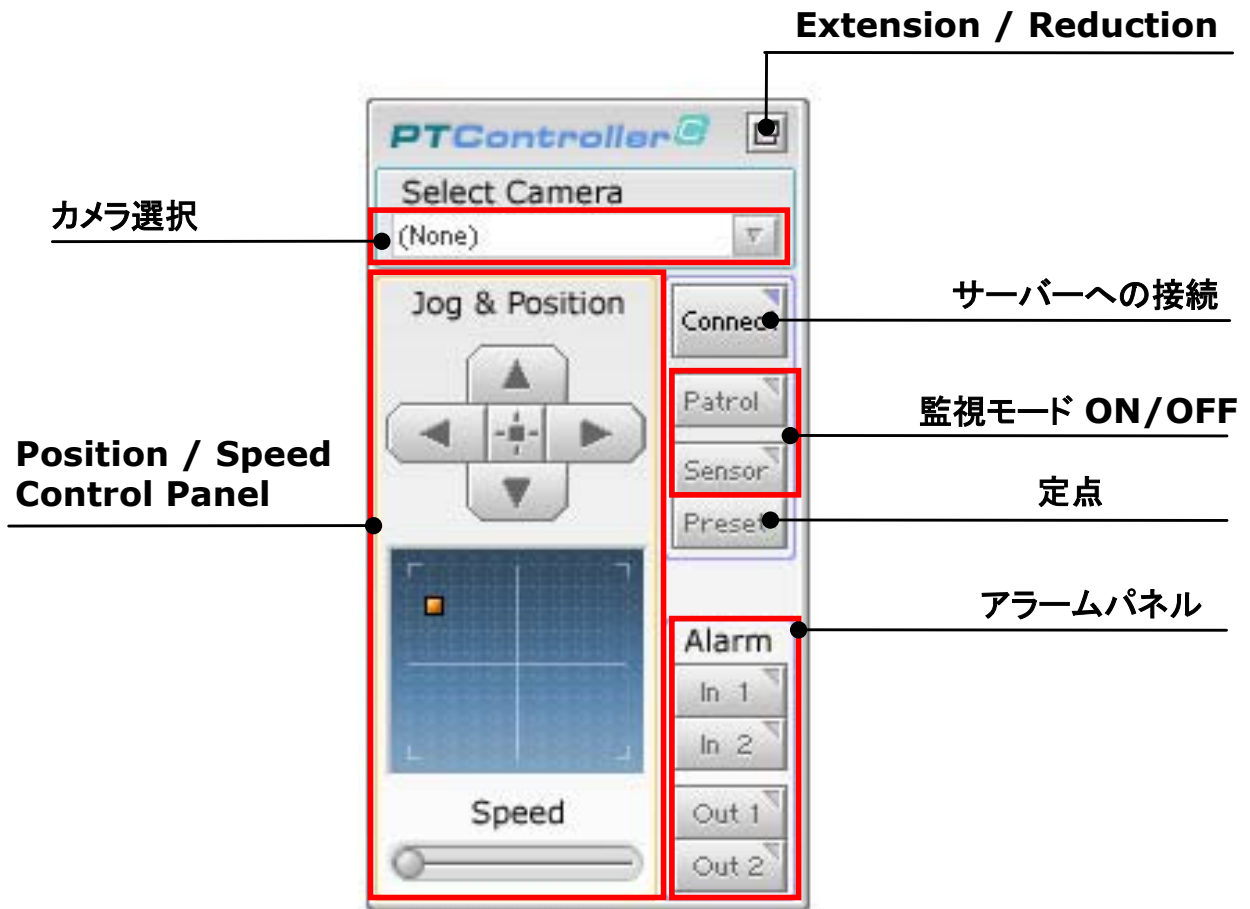 Extension / Reduction
PTController
Select Camera
カメラ選択
(None)
Jog & Position
Connect
サーバーへの接続
Patrol
監視モード ON/OFF
Sensor
Position / Speed
Control Panel
定点
Preset
アラームパネル
Alarm
In 1
In 2
Speed
Out 1
Out 2